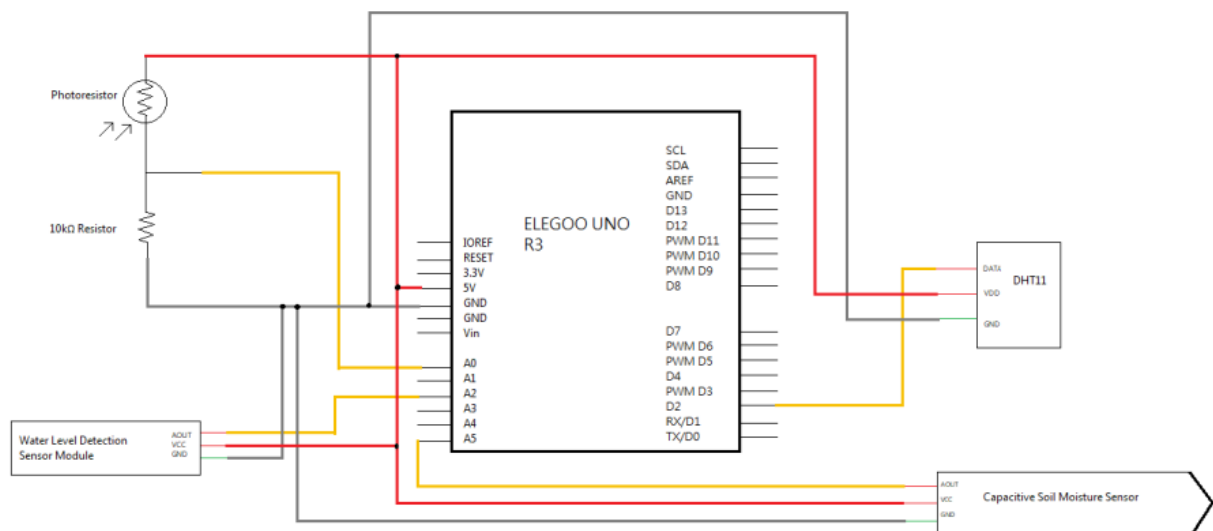 Photoresistor
10kΩ Resistor
ELEGOO UNO
R3
IOREF
RESET
3.3V
5V
GND
GND
Vin
A0
A1
A2
A3
A4
A5
SCL
SDA
AREF
GND
D13
D12
PWM D11
PWM D10
PWM D9
D8
D7
PWM D6
PWM D5
D4
PWM D3
D2
RX/D1
TX/D0
DATA
VDD
GND
DHT11
Water Level Detection
Sensor Module
AOUT
VCC
GND
AOUT
VCC
GND
Capacitive Soil Moisture Sensor